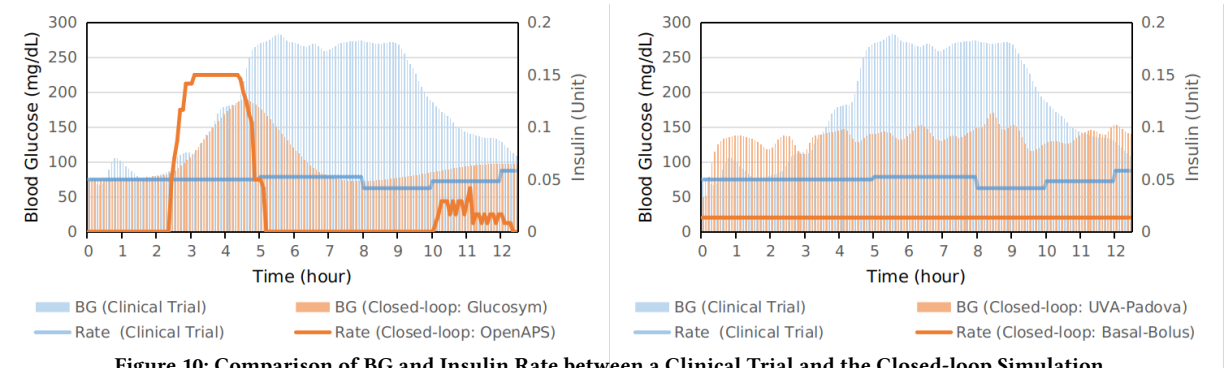 300
250
200
150
100
50
0
Blood Glucose (mg/dL)
0.2
0.15
0.1
0.05
0
Insulin (Unit)
0 1 2 3 4 5 6 7 8 9 10 11 12
Time (hour)
BG (Clinical Trial) BG (Closed-loop: Glucosym)
Rate (Clinical Trial) Rate (Closed-loop: OpenAPS)
300
250
200
150
100
50
0
Blood Glucose (mg/dL)
0.2
0.15
0.1
0.05
0
Insulin (Unit)
0 1 2 3 4 5 6 7 8 9 10 11 12
Time (hour)
BG (Clinical Trial) BG (Closed-loop: UVA-Padova)
Rate (Clinical Trial) Rate (Closed-loop: Basal-Bolus)
Figure 10: Comparison of BG and Insulin Rate between a Clinical Trial and the Closed-loop Simulation